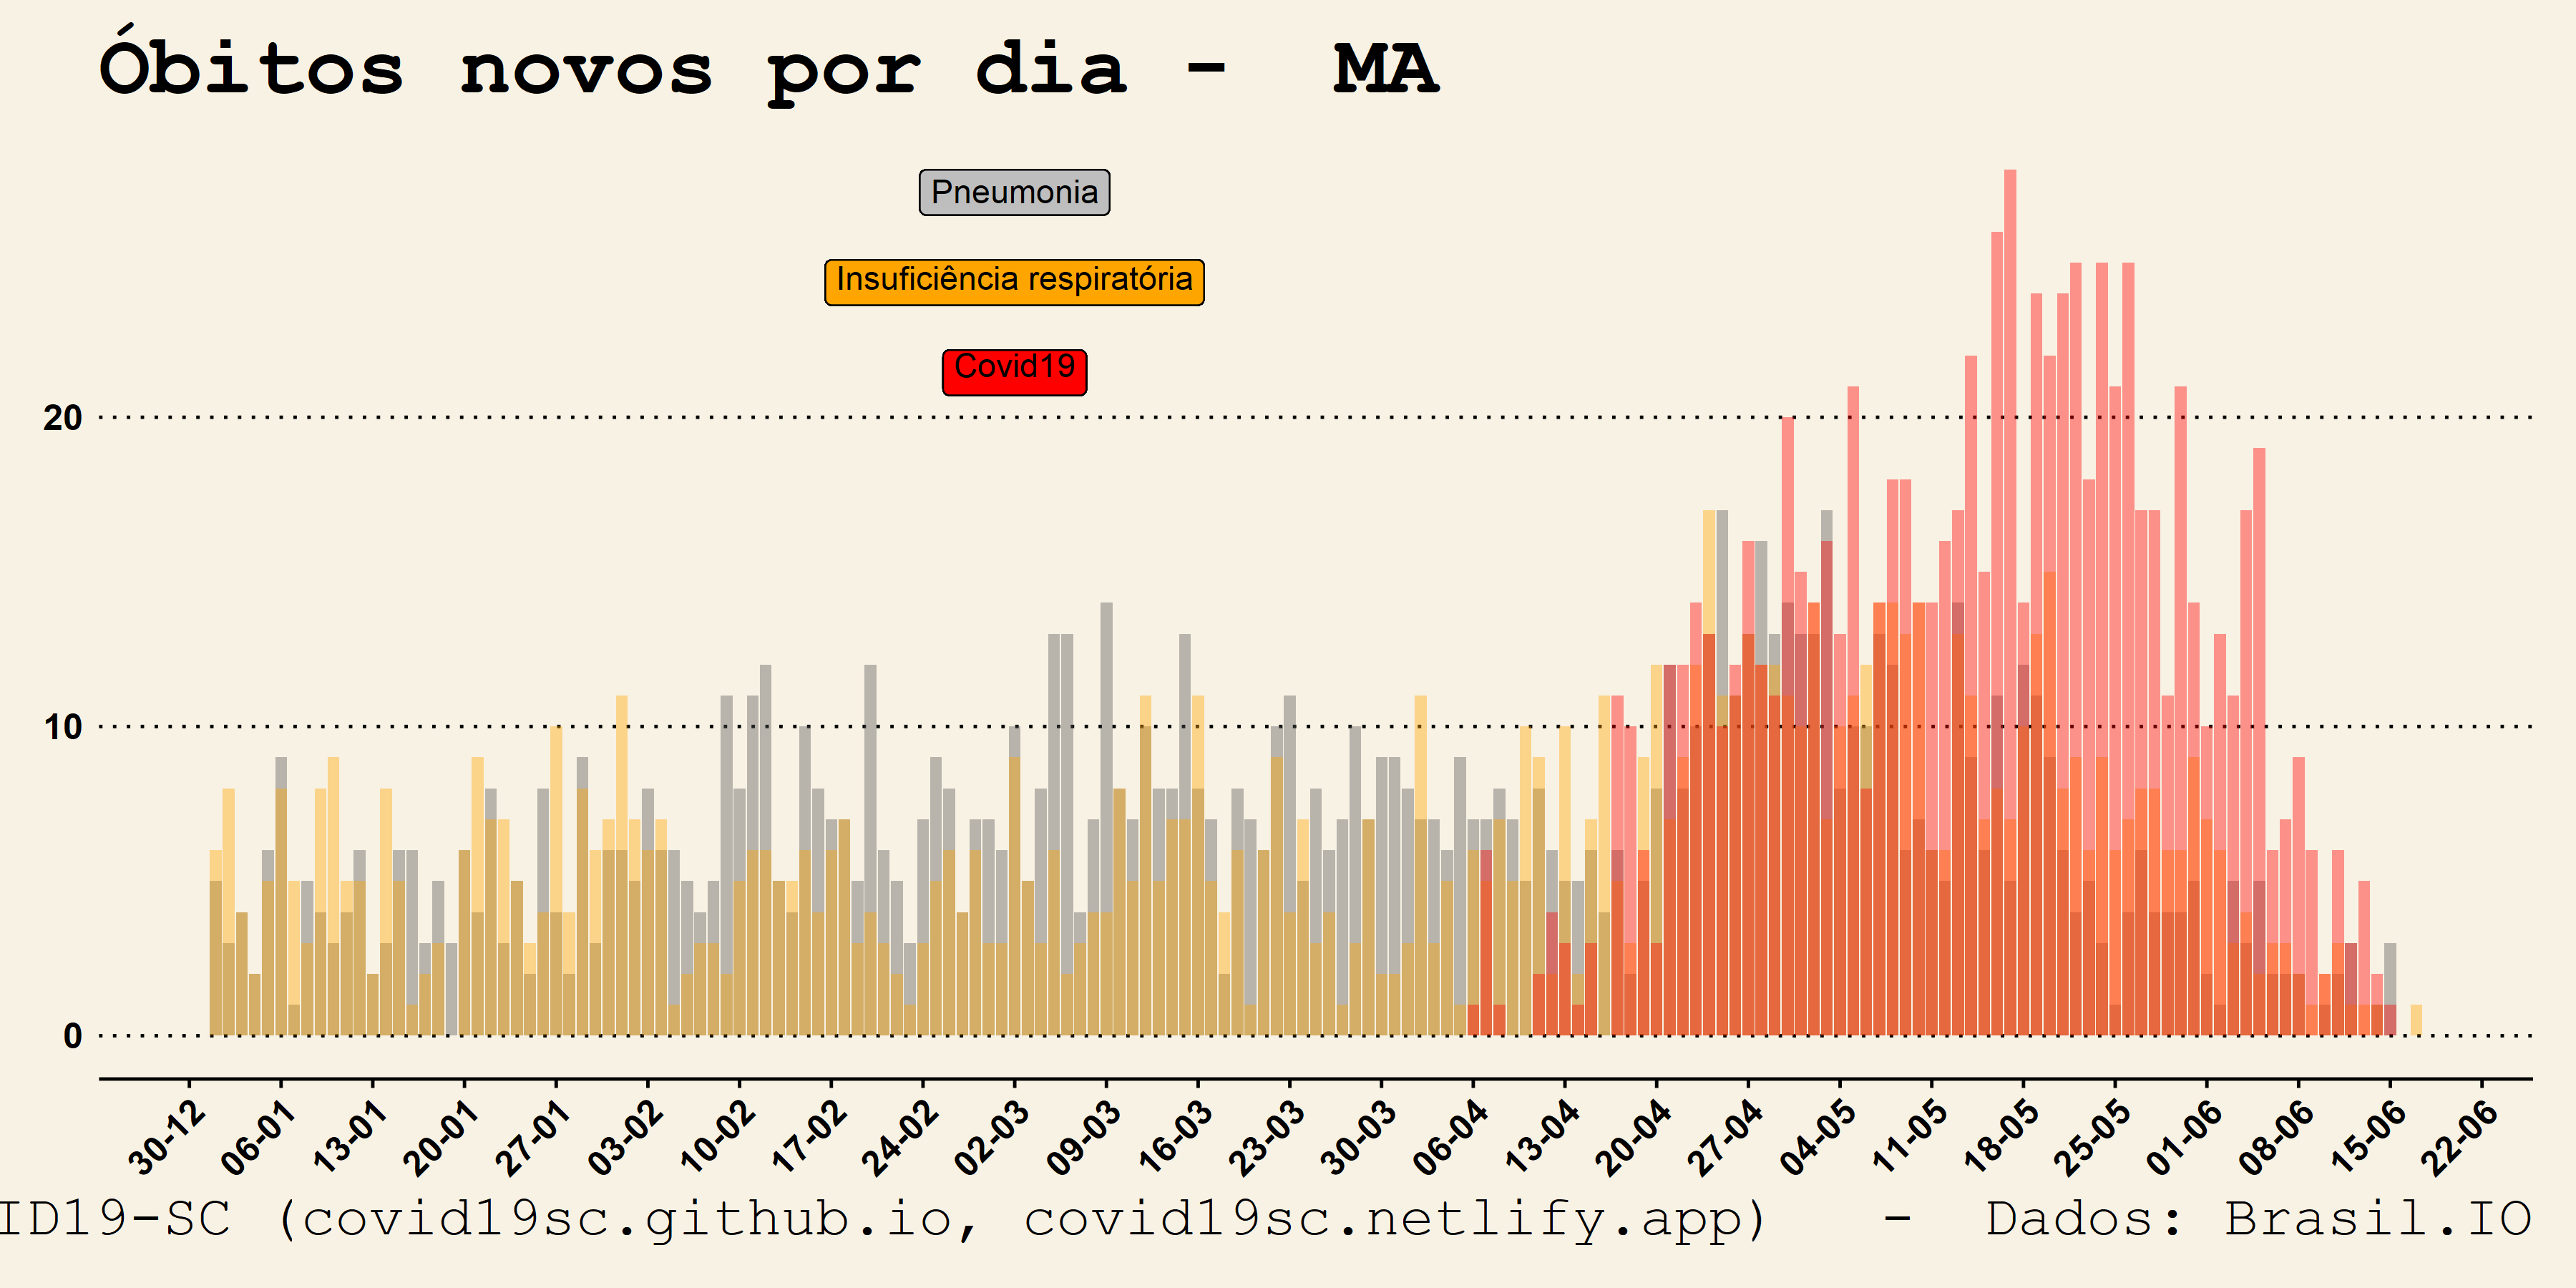 Óbitos novos por dia - MA
Pneumonia
Insuficiência respiratória
Covid19
20
10
0
30-12 06-01 13-01 20-01 27-01 03-02 10-02 17-02 24-02 02-03 09-03 16-03 23-03 30-03 06-04 13-04 20-04 27-04 04-05 11-05 18-05 25-05 01-06 08-06 15-06 22-06
ID19-SC (covid19sc.github.io, covid19sc.netlify.app) - Dados: Brasil.IO